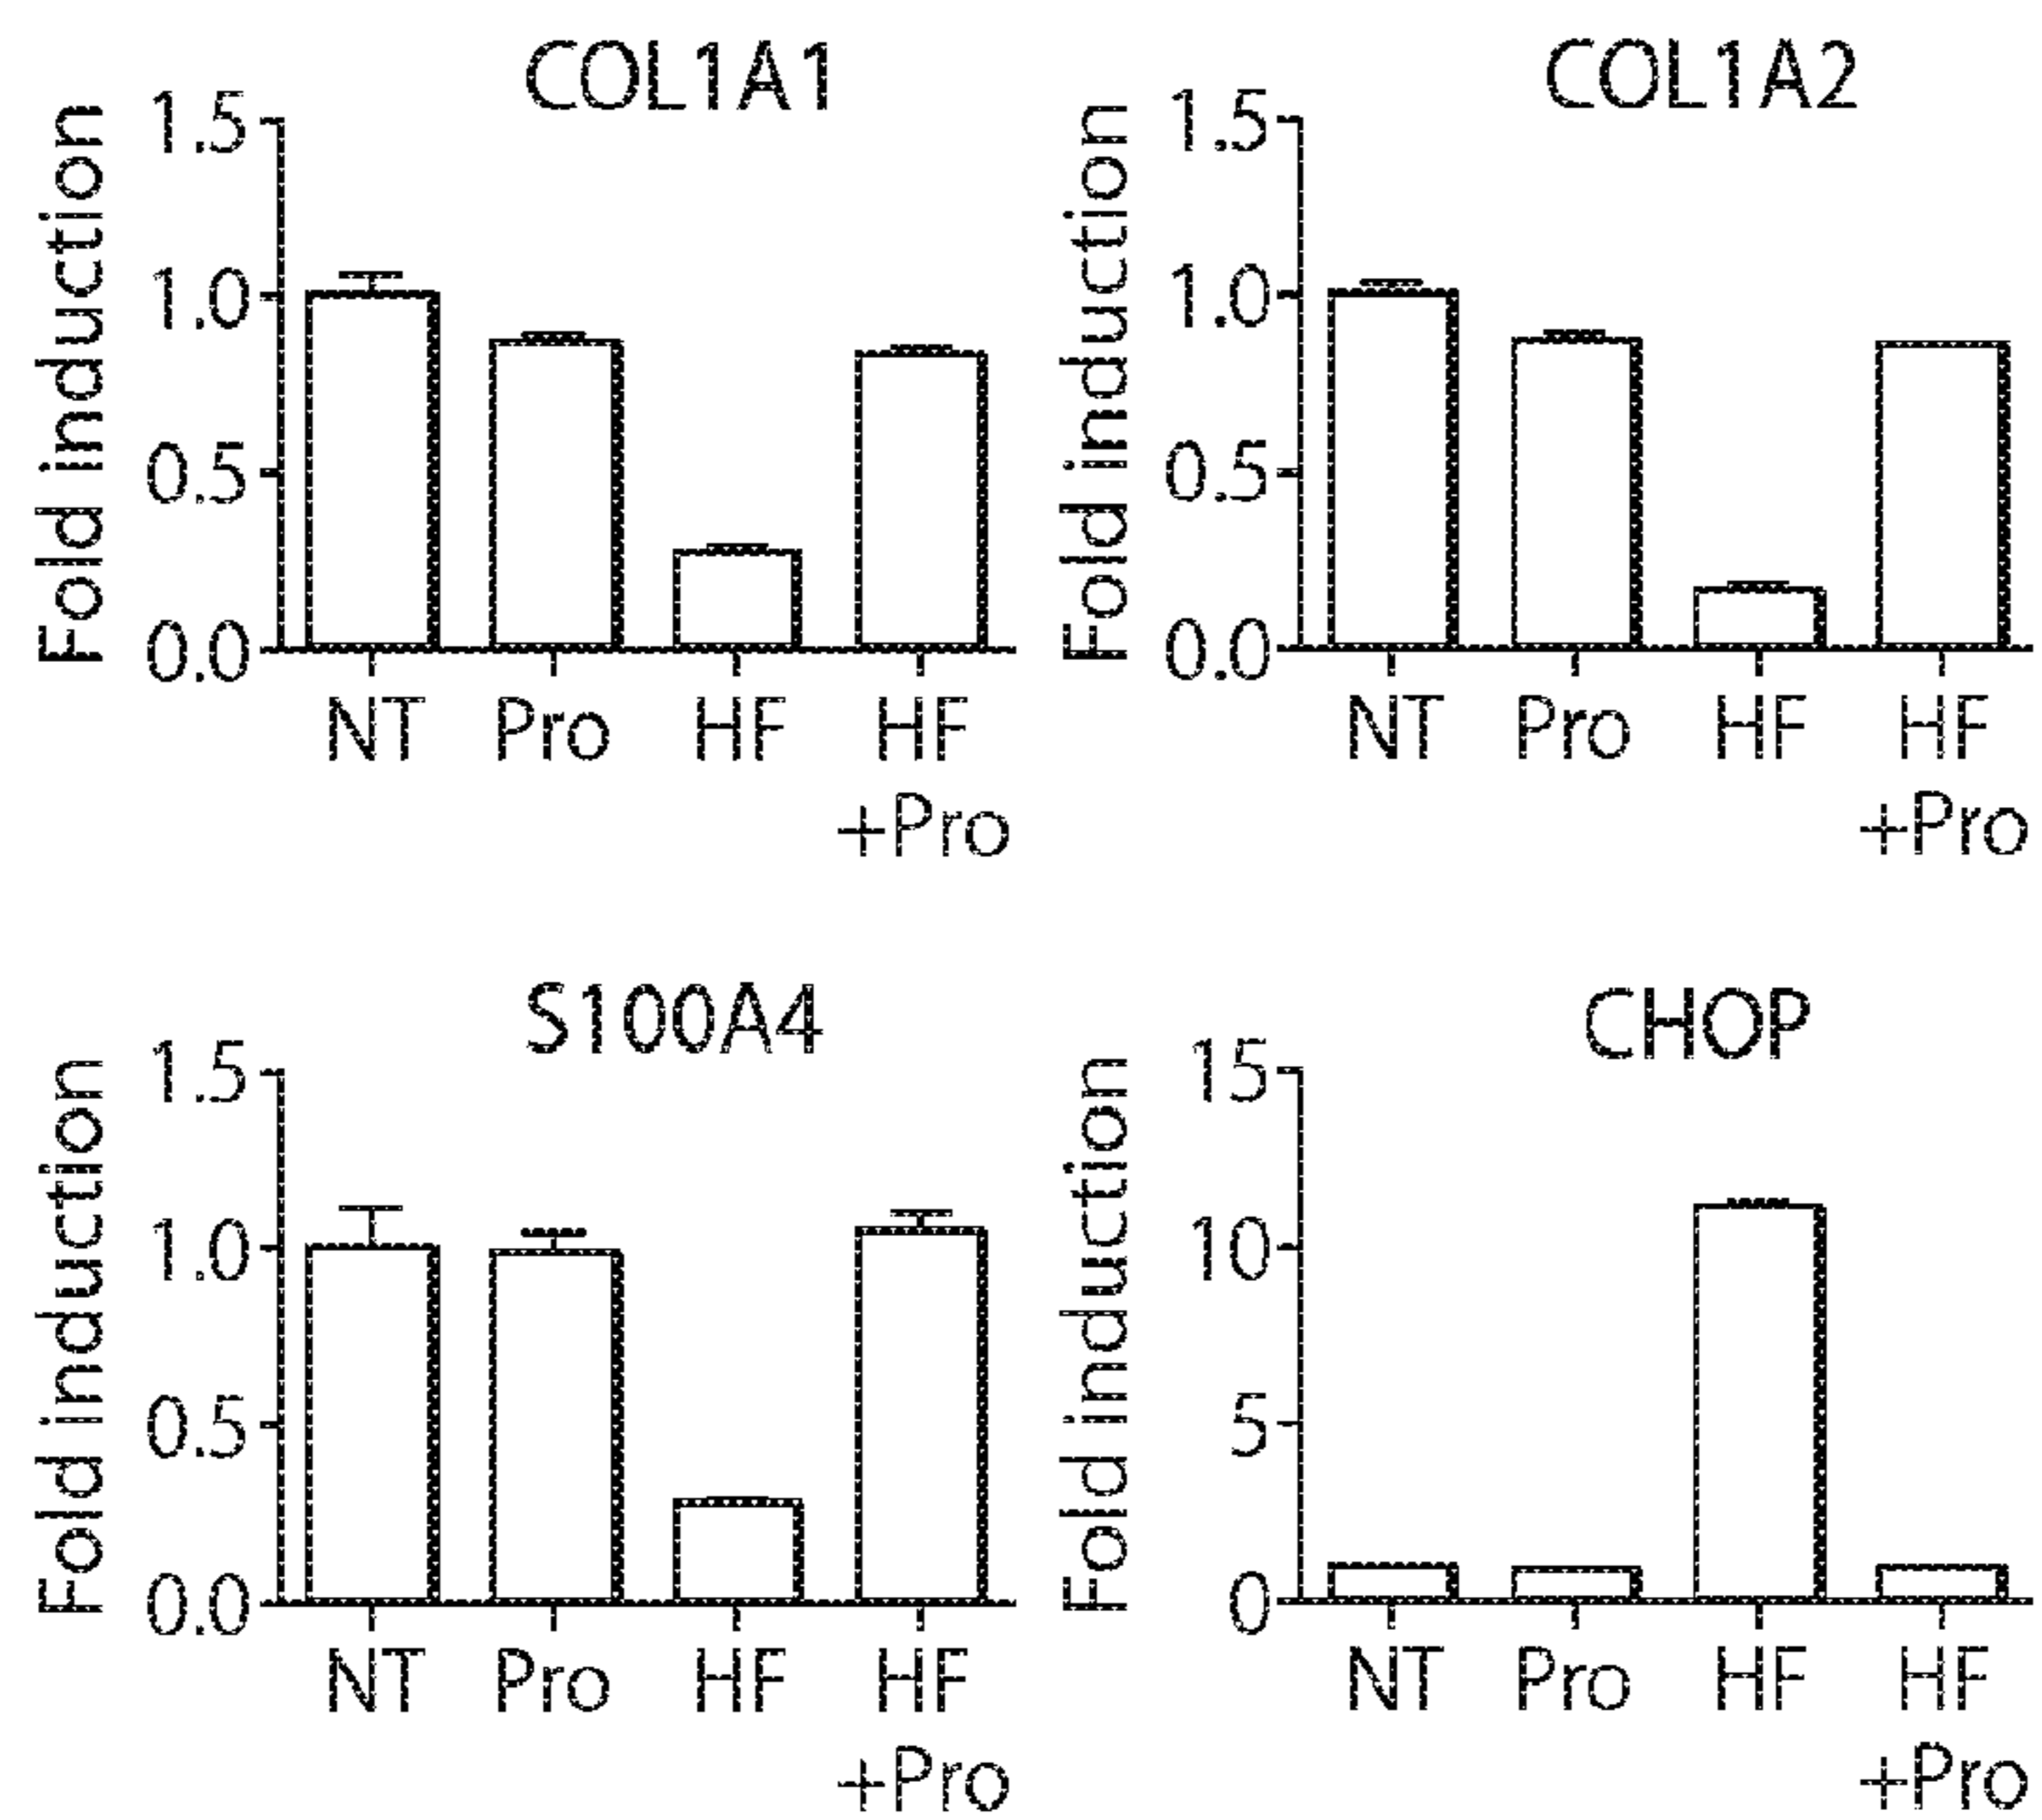 COL1A1
Fold induction
1.5
1.0
0.5
0.0
NT Pro HF HF
+Pro
COL1A2
Fold induction
1.5
1.0
0.5
0.0
NT Pro HF HF
+Pro
S100A4
Fold induction
1.5
1.0
0.5
0.0
NT Pro HF HF
+Pro
CHOP
Fold induction
15
10
5
0
NT Pro HF HF
+Pro